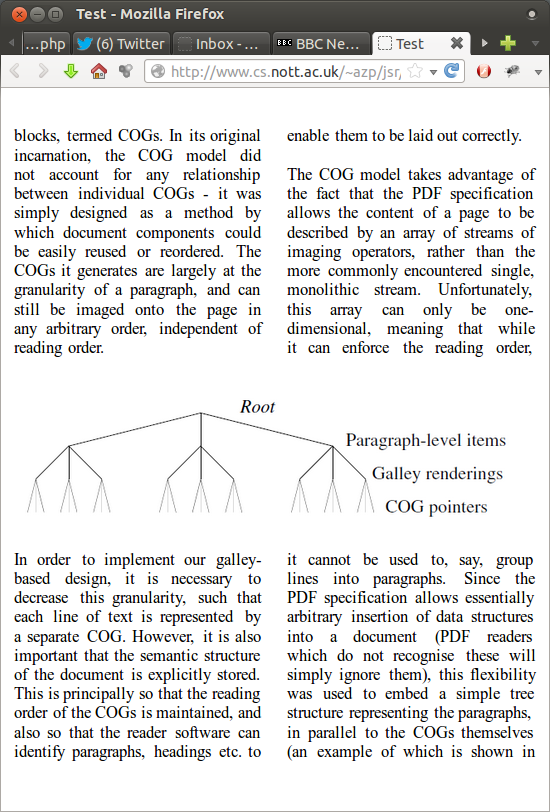 Test - Mozilla Firefox
...php
(6) Twitter
Inbox - ...
BBC
BBC Ne...
Test
http://www.cs.nott.ac.uk/~azp/jsr,
blocks, termed COGs. In its original
incarnation, the COG model did
not account for any relationship
between individual COGs - it was
simply designed as a method by
which document components could
be easily reused or reordered. The
COGs it generates are largely at the
granularity of a paragraph, and can
still be imaged onto the page in
any arbitrary order, independent of
reading order.
In order to implement our galley-
based design, it is necessary to
decrease this granularity, such that
each line of text is represented by
a separate COG. However, it is also
important that the semantic structure
of the document is explicitly stored.
This is principally so that the reading
order of the COGs is maintained, and
also so that the reader software can
identify paragraphs, headings etc. to
enable them to be laid out correctly.
The COG model takes advantage of
the fact that the PDF specification
allows the content of a page to be
described by an array of streams of
imaging operators, rather than the
more commonly encountered single,
monolithic stream. Unfortunately,
this array can only be one-
dimensional, meaning that while
it can enforce the reading order,
it cannot be used to, say, group
lines into paragraphs. Since the
PDF specification allows essentially
arbitrary insertion of data structures
into a document (PDF readers
which do not recognise these will
simply ignore them), this flexibility
was used to embed a simple tree
structure representing the paragraphs,
in parallel to the COGs themselves
(an example of which is shown in
Root
Paragraph-level items
Galley renderings
COG pointers